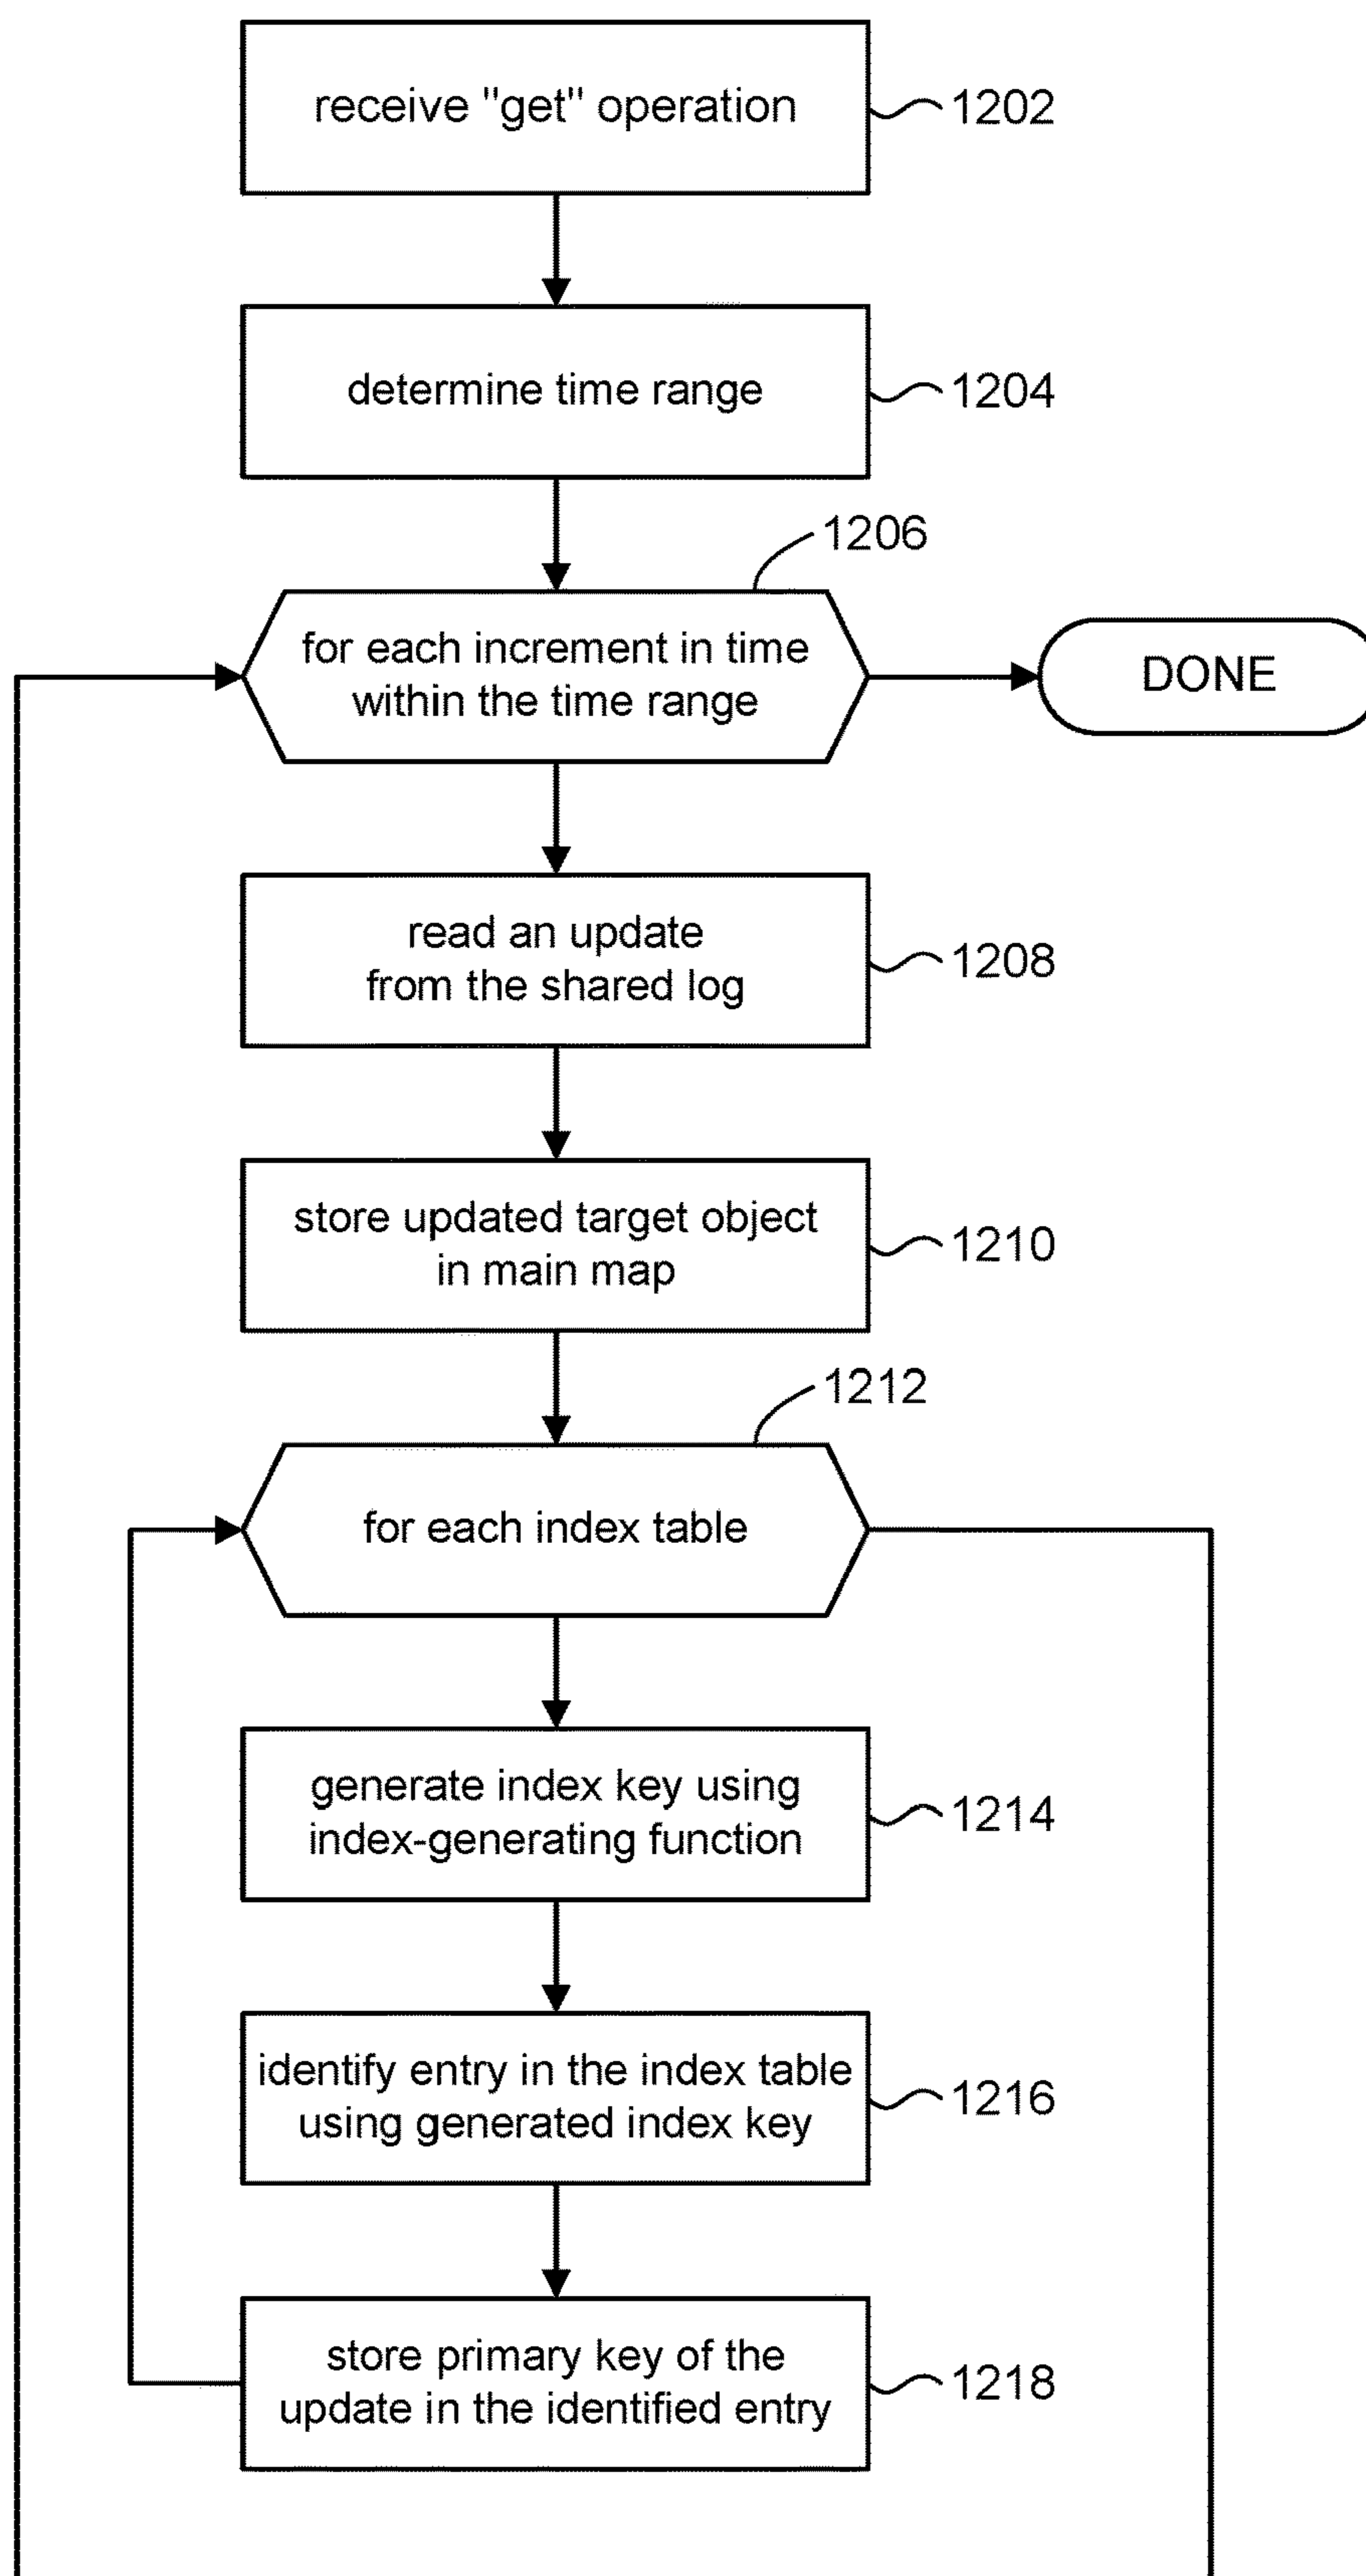 receive "get" operation
1202
determine time range
1204
1206
for each increment in time
within the time range
DONE
read an update
from the shared log
1208
store updated target object
in main map
1210
1212
for each index table
generate index key using
index-generating function
1214
identify entry in the index table
using generated index key
1216
store primary key of the
update in the identified entry
1218